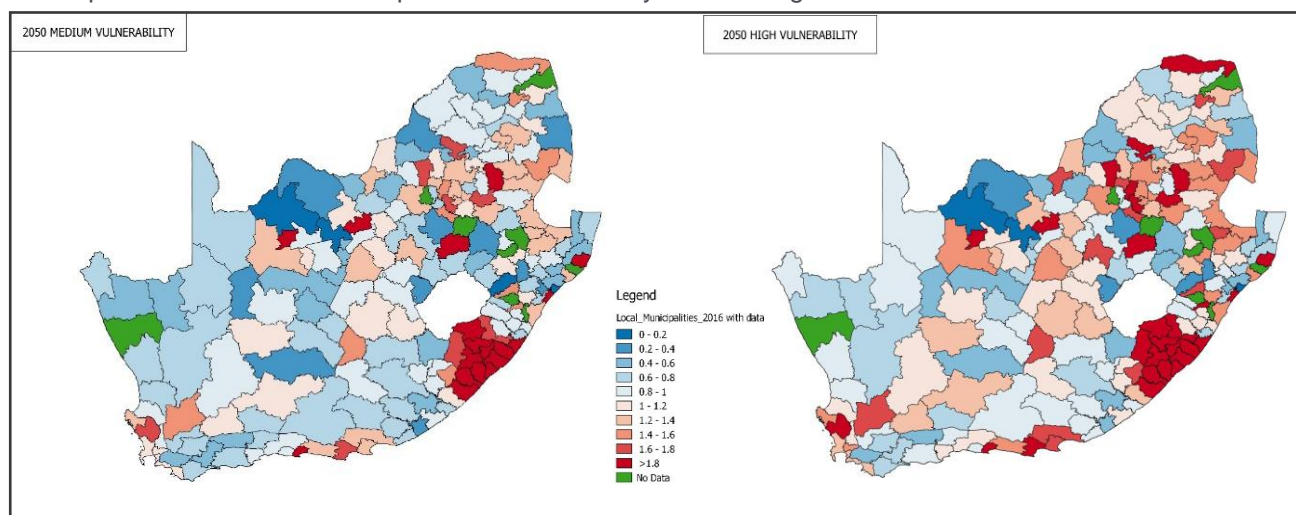 2050 MEDIUM VULNERABILITY
2050 HIGH VULNERABILITY
Legend
Local_Municipalities_2016 with data
0 - 0.2
0.2 - 0.4
0.4 - 0.6
0.6 - 0.8
0.8 - 1
1 - 1.2
1.2 - 1.4
1.4 - 1.6
1.6 - 1.8
>1.8
No Data